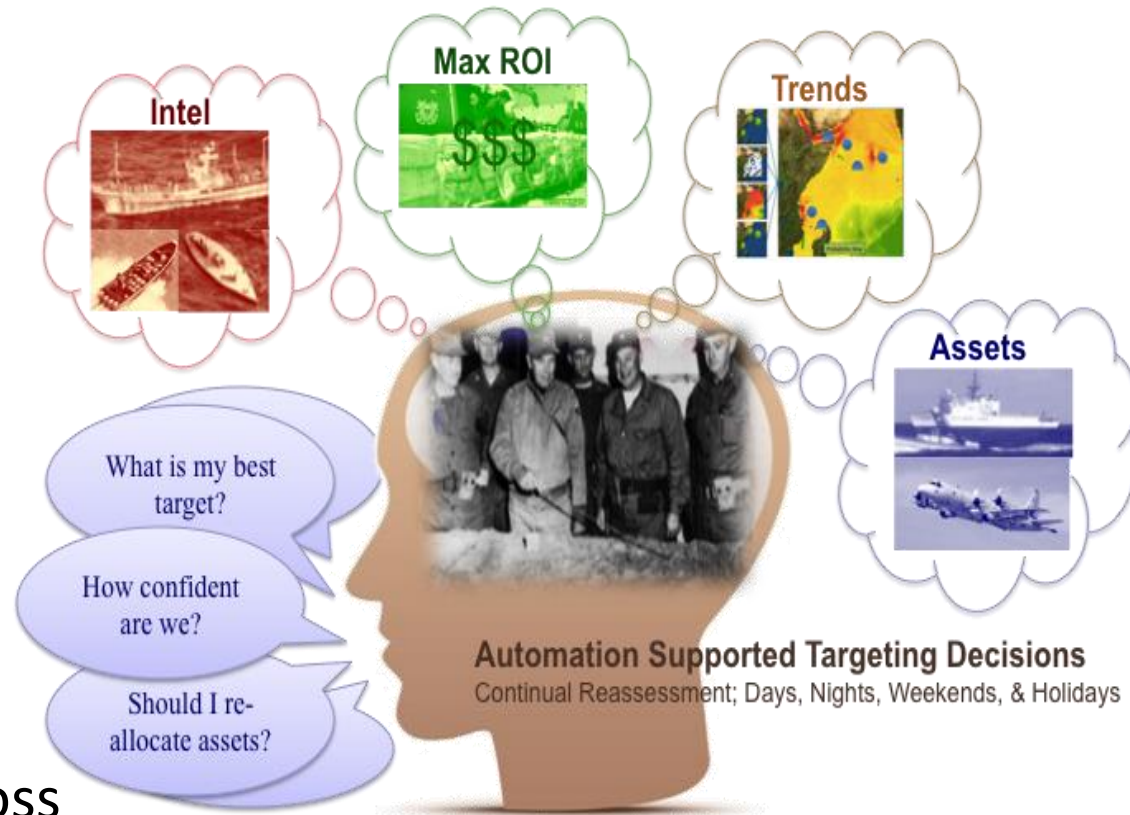 Intel
Max ROI
$$$
Trends
Assets
What is my best
target?
How confident
are we?
Should I re-
allocate assets?
Automation Supported Targeting Decisions
Continual Reassessment; Days, Nights, Weekends, & Holidays
oss